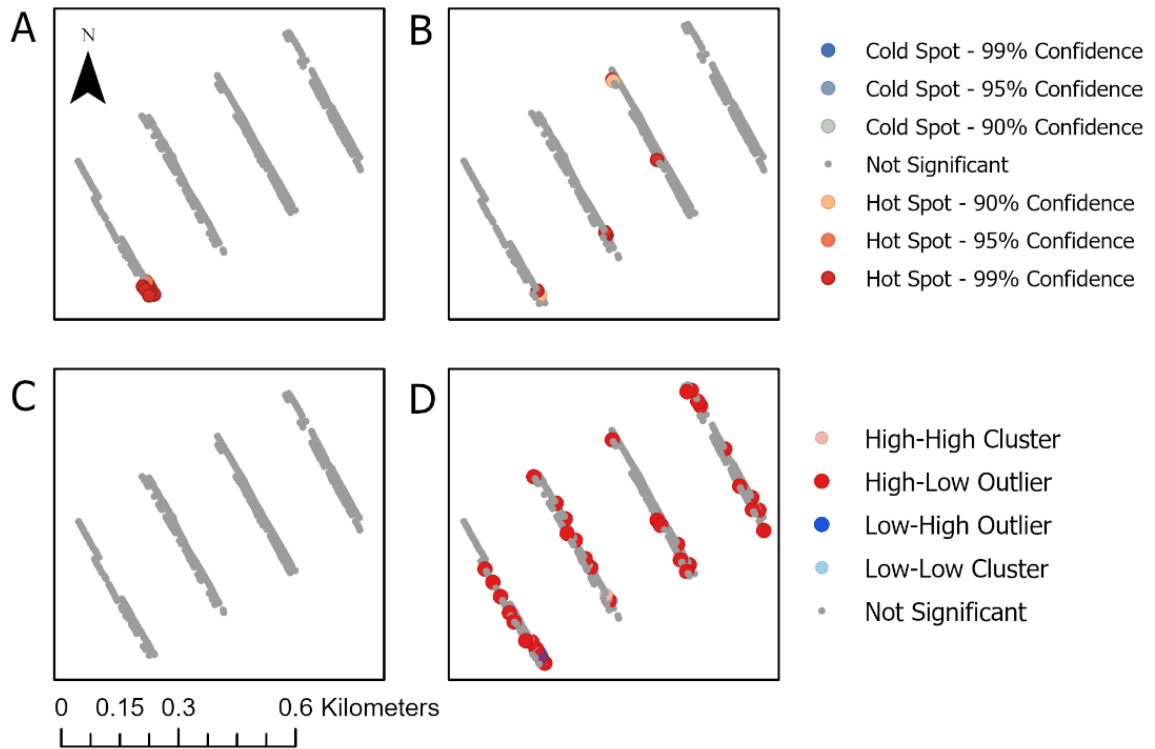 A
N
B
Cold Spot - 99% Confidence
Cold Spot - 95% Confidence
Cold Spot - 90% Confidence
Not Significant
Hot Spot - 90% Confidence
Hot Spot - 95% Confidence
Hot Spot - 99% Confidence
C
D
High-High Cluster
High-Low Outlier
Low-High Outlier
Low-Low Cluster
Not Significant
0 0.15 0.3 0.6 Kilometers